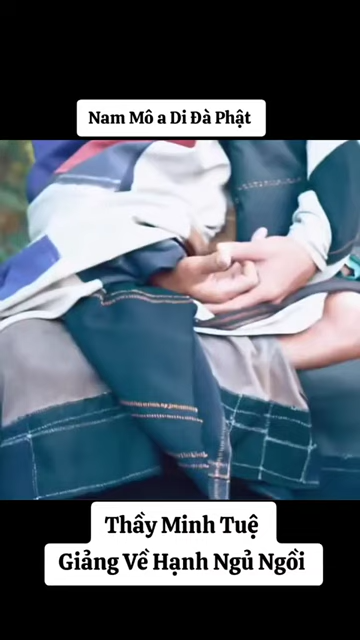 Nam Mô a Di Đà Phật
Thầy Minh Tuệ
Giảng Về Hạnh Ngủ Ngồi